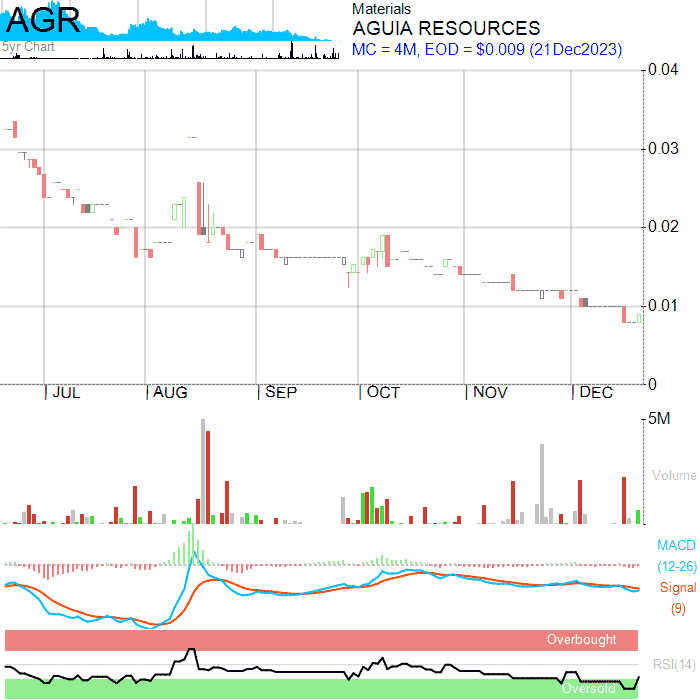 AGR
5yr Chart
Materials
AGUIA RESOURCES
MC = 4M, EOD = $0.009 (21Dec2023)
0.04
0.03
0.02
0.01
0
JUL AUG SEP OCT NOV DEC
5M
Volume
MACD
(12-26)
Signal
(9)
Overbought
RSI(14)
Oversold